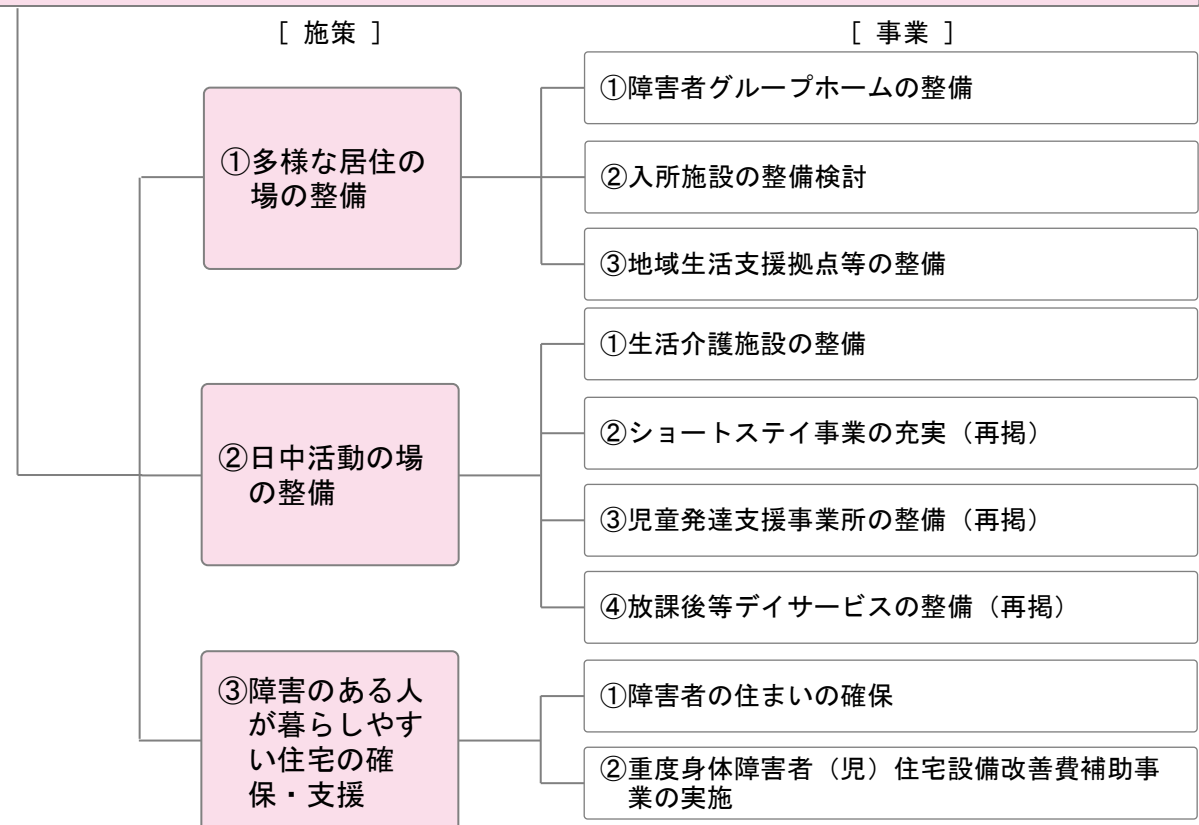 [ 施策 ]
[ 事業 ]
①多様な居住の
場の整備
①障害者グループホームの整備
②入所施設の整備検討
③地域生活支援拠点等の整備
②日中活動の場
の整備
①生活介護施設の整備
②ショートステイ事業の充実（再掲）
③児童発達支援事業所の整備（再掲）
④放課後等デイサービスの整備（再掲）
③障害のある人
が暮らしやす
い住宅の確
保・支援
①障害者の住まいの確保
②重度身体障害者（児）住宅設備改善費補助事
業の実施